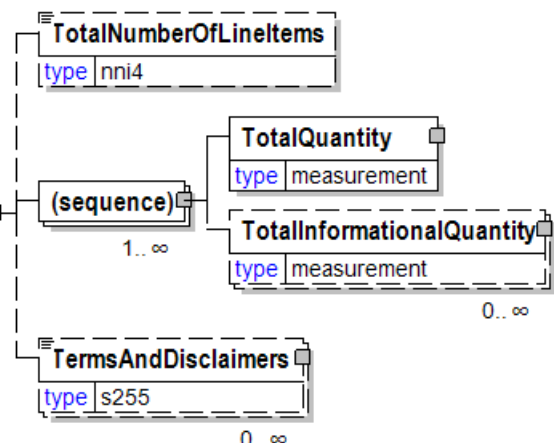 TotalNumberOfLineItems
type nni4
TotalQuantity
type measurement
(sequence)
1.. ∞
TotalInformationalQuantity
type measurement
0.. ∞
TermsAndDisclaimers
type s255
0.. ∞